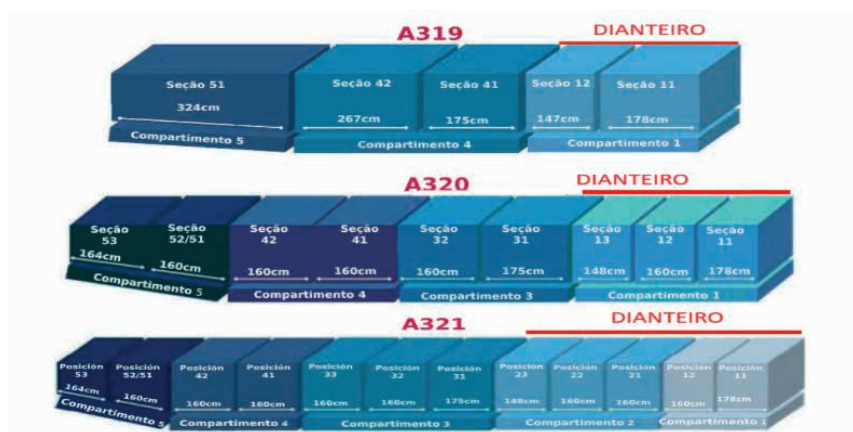 A319
DIANTEIRO
Seção 51
Seção 42
Seção 41
Seção 12
Seção 11
324cm
267cm
175cm
147cm
178cm
Compartimento 5
Compartimento 4
Compartimento 1
A320
DIANTEIRO
Seção
53
Seção
52/51
Seção
42
Seção
41
Seção
32
Seção
31
Seção
13
Seção
12
Seção
11
164cm
160cm
160cm
160cm
160cm
175cm
148cm
160cm
178cm
Compartimento 5
Compartimento 4
Compartimento 3
Compartimento 1
A321
DIANTEIRO
Posición
53
Posición
52/51
Posición
42
Posición
41
Posición
33
Posición
32
Posición
31
Posición
23
Posición
22
Posición
21
Posición
12
Posición
11
164cm
160cm
160cm
160cm
160cm
160cm
175cm
148cm
160cm
160cm
160cm
178cm
Compartimento 5
Compartimento 4
Compartimento 3
Compartimento 2
Compartimento 1